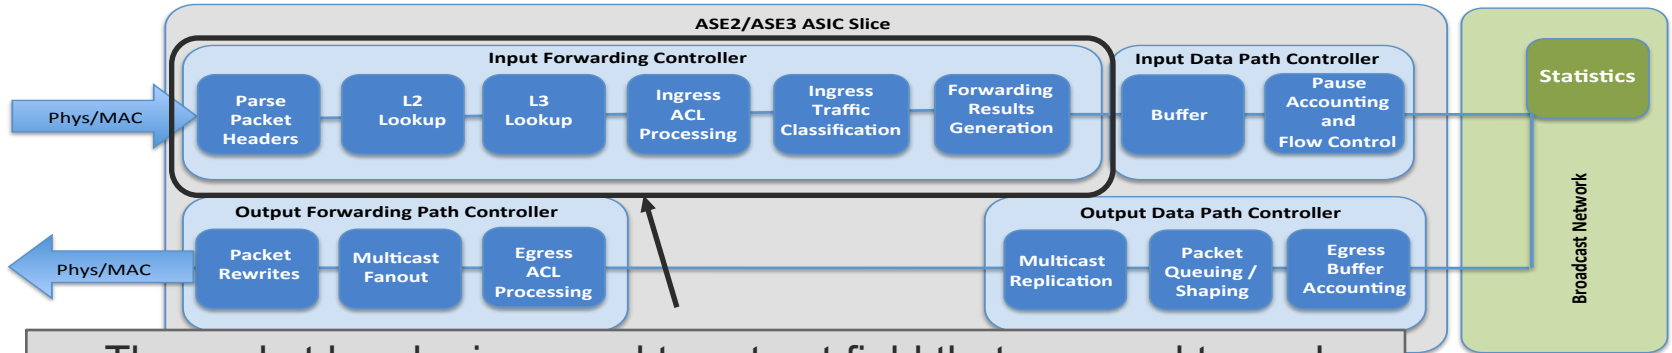 ASE2/ASE3 ASIC Slice
Input Forwarding Controller
Input Data Path Controller
Phys/MAC
Parse
Packet
Headers
L2
Lookup
L3
Lookup
Ingress
ACL
Processing
Ingress
Traffic
Classification
Forwarding
Results
Generation
Buffer
Pause
Accounting
and
Flow Control
Statistics
Broadcast Network
Output Forwarding Path Controller
Output Data Path Controller
Phys/MAC
Packet
Rewrites
Multicast
Fanout
Egress
ACL
Processing
Multicast
Replication
Packet
Queuing /
Shaping
Egress
Buffer
Accounting